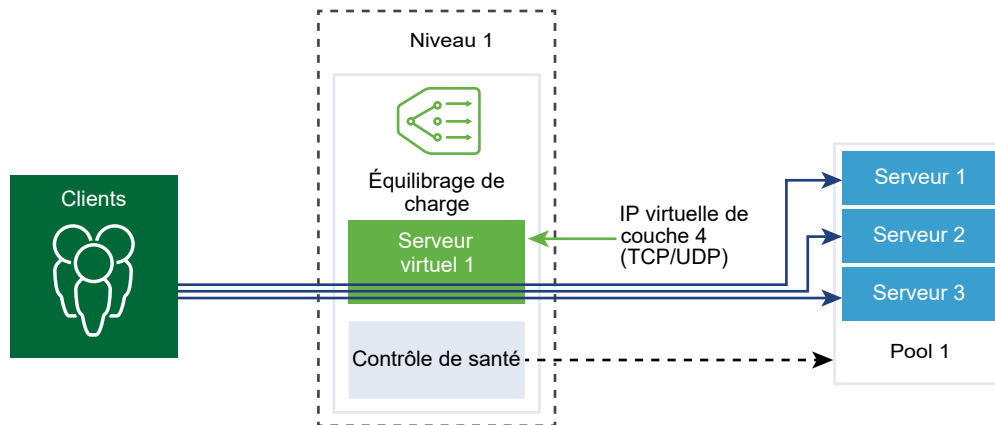 Niveau 1
Équilibrage de
charge
Clients
Serveur
virtuel 1
IP virtuelle de
couche 4
(TCP/UDP)
Serveur 1
Serveur 2
Serveur 3
Contrôle de santé
Pool 1